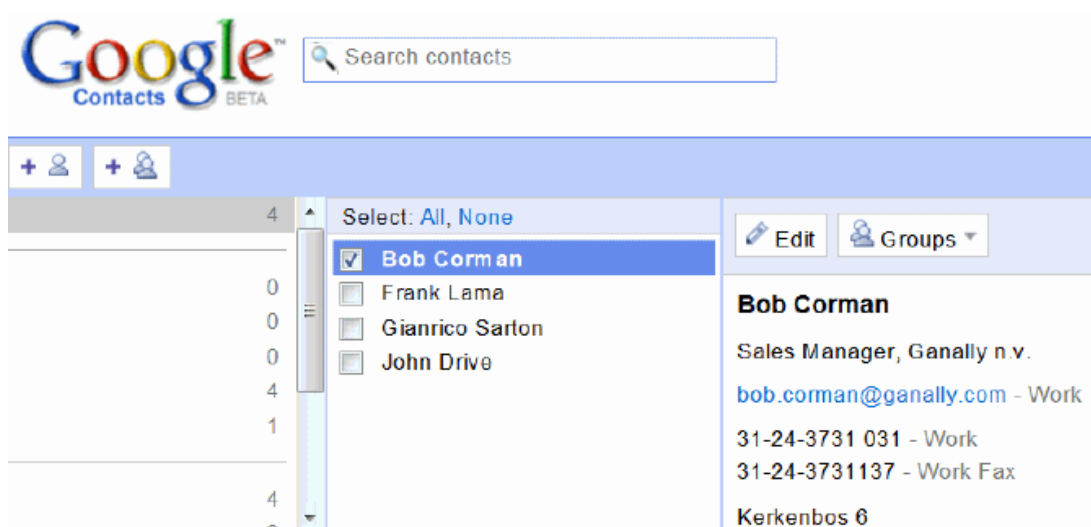 Google™
Contacts BETA
Search contacts
+
+
4
0
0
0
4
1
4
Select: All, None
Bob Corman
Frank Lama
Gianrico Sarton
John Drive
Edit
Groups
Bob Corman
Sales Manager, Ganally n.v.
bob.corman@ganally.com - Work
31-24-3731 031 - Work
31-24-3731137 - Work Fax
Kerkenbos 6